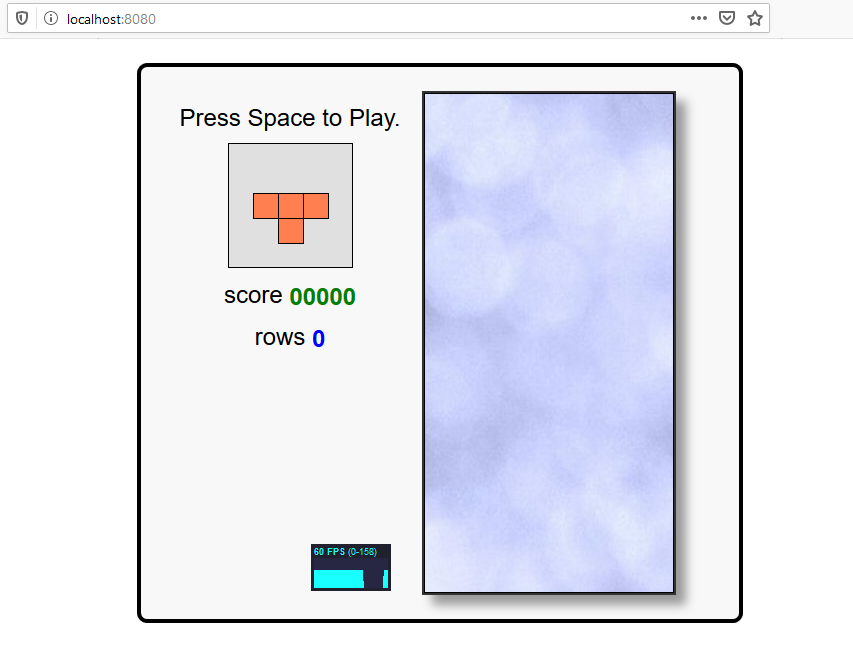 localhost:8080
Press Space to Play.
score 00000
rows 0
60 FPS (0-158)